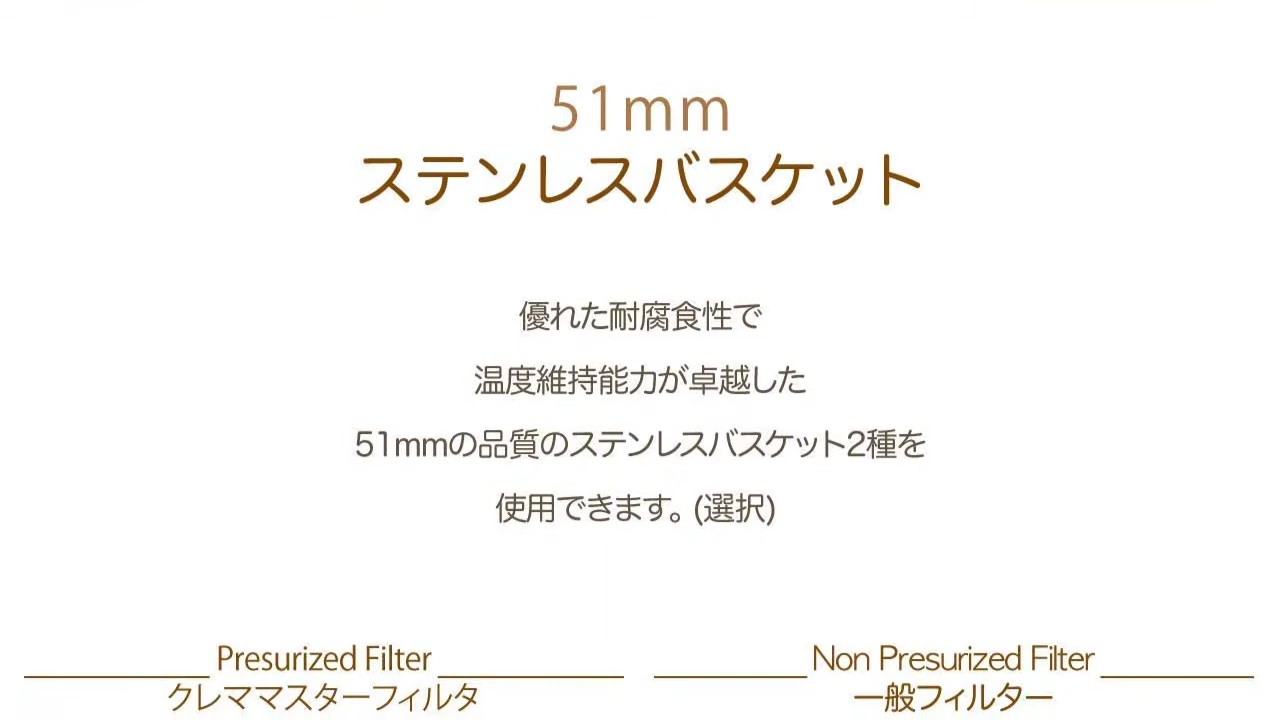 51mm
ステンレスバスケット
優れた耐腐食性で
温度維持能力が卓越した
51mmの品質のステンレスバスケット2種を
使用できます。(選択)
Presurized Filter
クレママスターフィルタ
Non Presurized Filter
一般フィルター